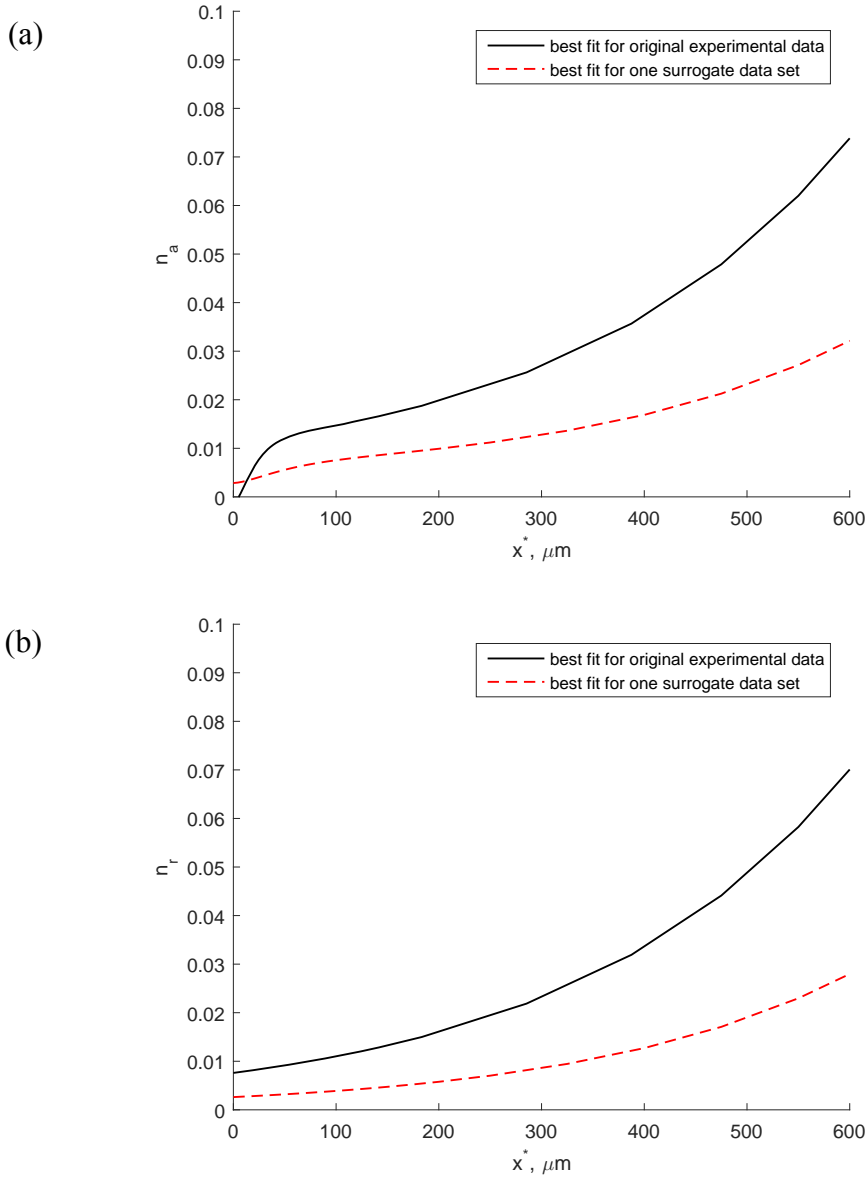 (a)
0.1
0.09
0.08
0.07
0.06
0.05
0.04
0.03
0.02
0.01
0
n_a
best fit for original experimental data
best fit for one surrogate data set
0 100 200 300 400 500 600
x*, μm
(b)
0.1
0.09
0.08
0.07
0.06
0.05
0.04
0.03
0.02
0.01
0
n_r
best fit for original experimental data
best fit for one surrogate data set
0 100 200 300 400 500 600
x*, μm